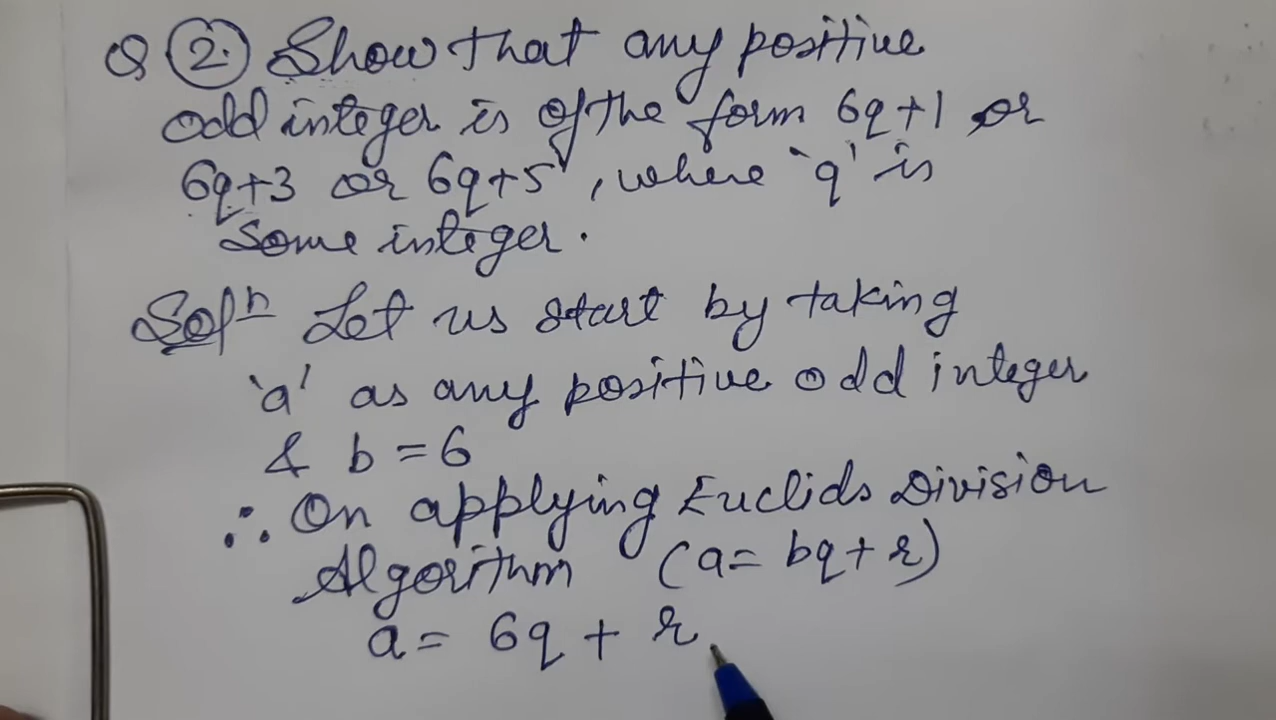 Q 2. Show that any positive
odd integer is of the form 6q+1 or
6q+3 or 6q+5, where 'q' is
some integer.
Solⁿ Let us start by taking
'a' as any positive odd integer
& b = 6
∴ On applying Euclids Division
Algorithm (a= bq+r)
a= 6q + r